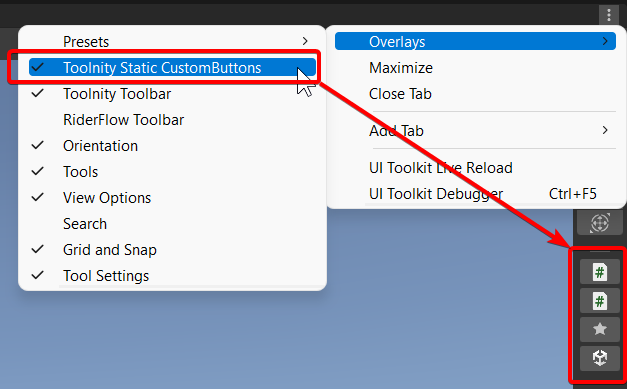 Presets
Toolnity Static CustomButtons
Toolnity Toolbar
RiderFlow Toolbar
Orientation
Tools
View Options
Search
Grid and Snap
Tool Settings
Overlays
Maximize
Close Tab
Add Tab
UI Toolkit Live Reload
UI Toolkit Debugger Ctrl+F5
#
#